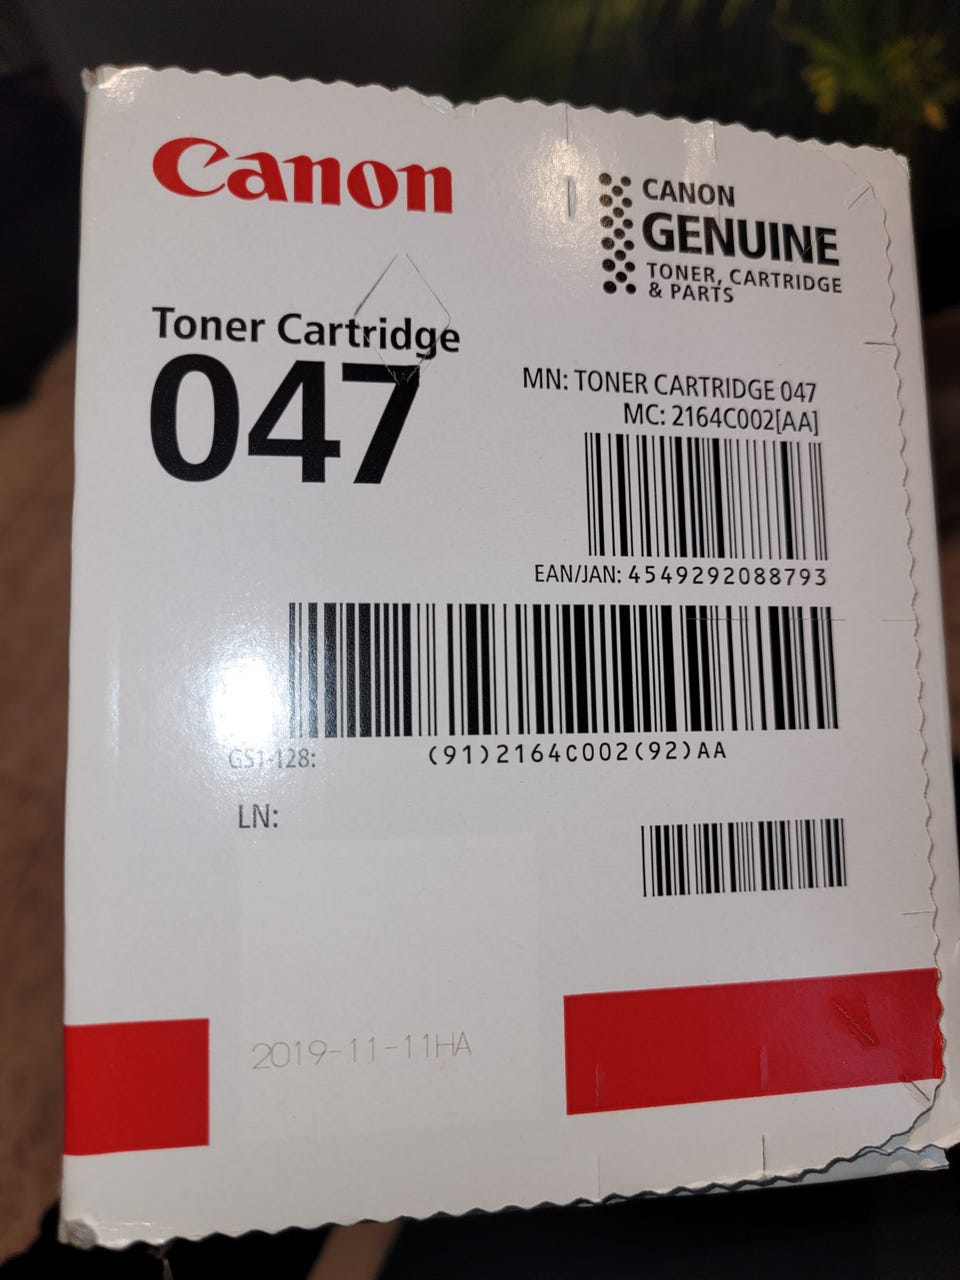 Canon
CANON
GENUINE
TONER, CARTRIDGE
& PARTS
Toner Cartridge
047
MN: TONER CARTRIDGE 047
MC: 2164C002[AA]
EAN/JAN: 4549292088793
GS1-128:
(91)2164C002(92)AA
LN:
2019-11-11HA